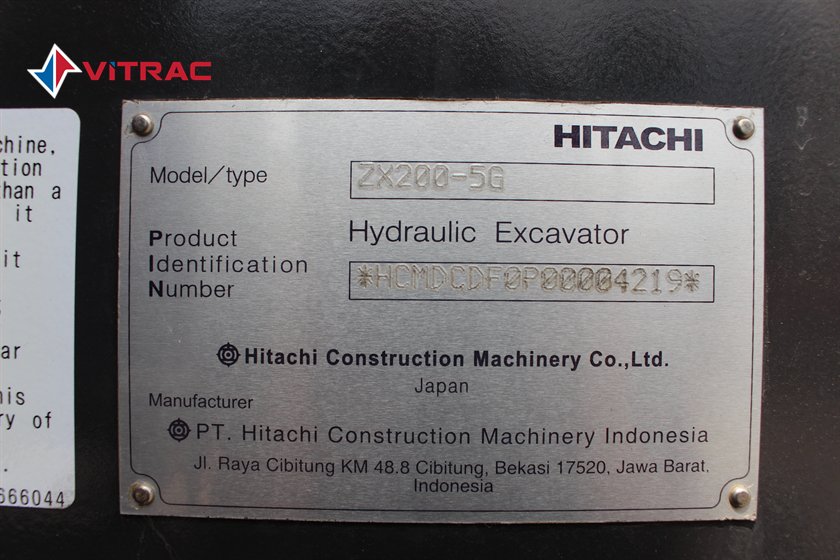 ViTRAC
chine,
tion
than a
it
it
ar
his
ry of
666044
HITACHI
Model/type
ZX200-5G
Hydraulic Excavator
Product
Identification
Number
*HCMDCDF0P00004219*
Hitachi Construction Machinery Co.,Ltd.
Japan
Manufacturer
PT. Hitachi Construction Machinery Indonesia
Jl. Raya Cibitung KM 48.8 Cibitung, Bekasi 17520, Jawa Barat,
Indonesia